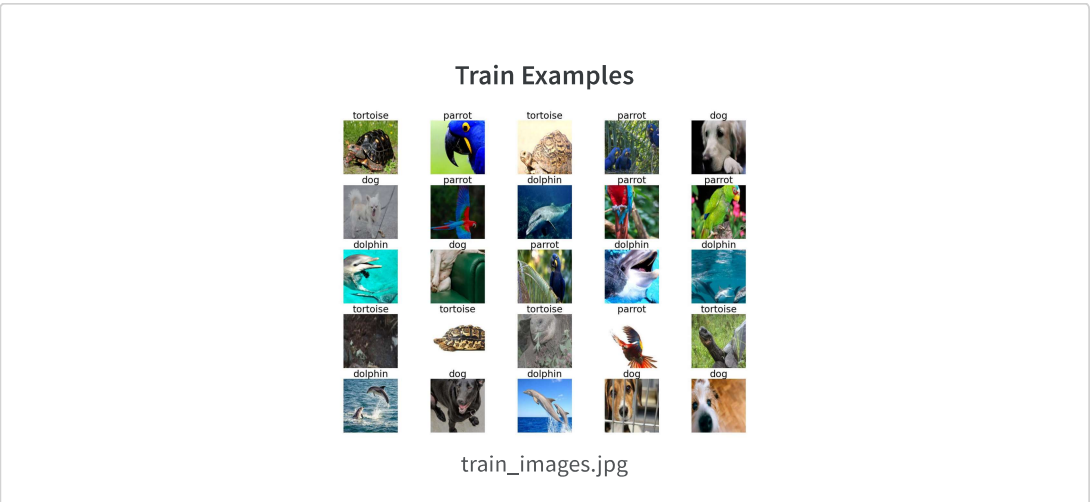 Train Examples
tortoise parrot tortoise parrot dog
dog parrot dolphin parrot parrot
dolphin dog parrot dolphin dolphin
tortoise tortoise tortoise parrot tortoise
dolphin dog dolphin dog dog
train_images.jpg